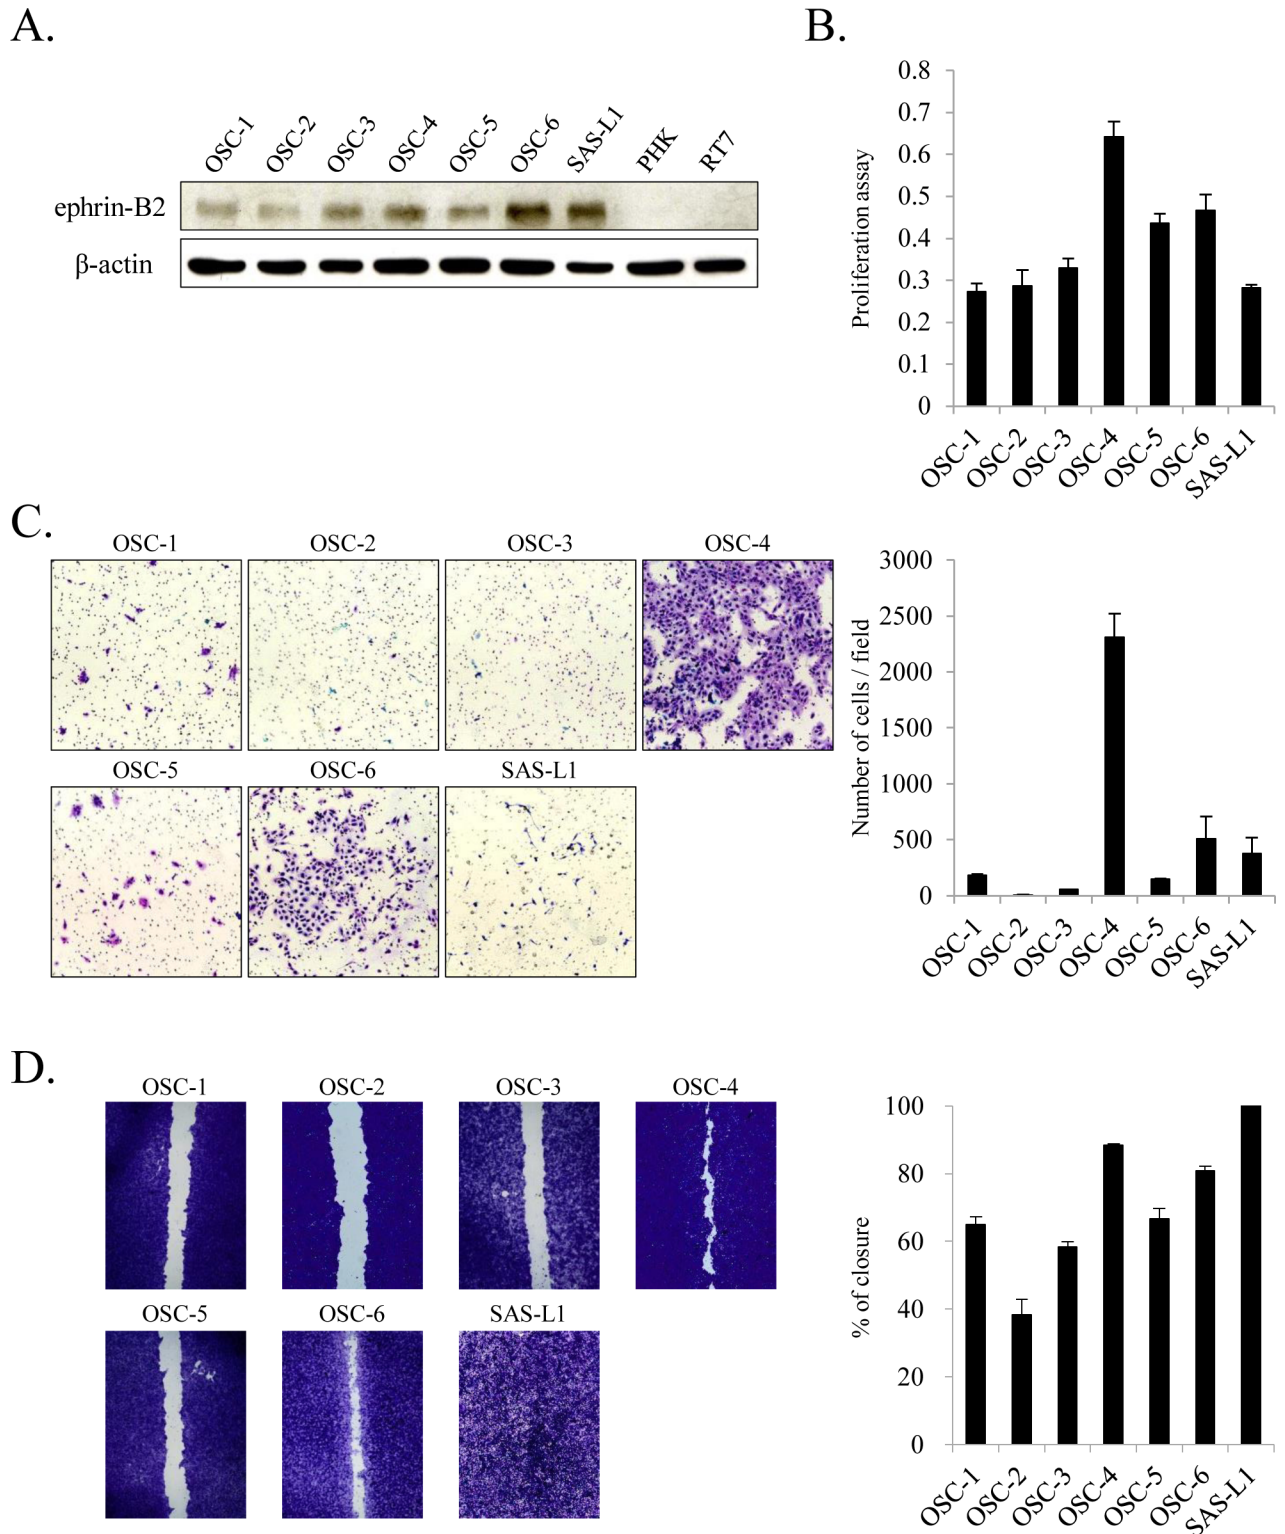 A.
OSC-1 OSC-2 OSC-3 OSC-4 OSC-5 OSC-6 SAS-L1 PHK RT7
ephrin-B2
β-actin
B.
Proliferation assay
0.8
0.7
0.6
0.5
0.4
0.3
0.2
0.1
0
OSC-1 OSC-2 OSC-3 OSC-4 OSC-5 OSC-6 SAS-L1
C.
OSC-1 OSC-2 OSC-3 OSC-4
OSC-5 OSC-6 SAS-L1
Number of cells / field
3000
2500
2000
1500
1000
500
0
OSC-1 OSC-2 OSC-3 OSC-4 OSC-5 OSC-6 SAS-L1
D.
OSC-1 OSC-2 OSC-3 OSC-4
OSC-5 OSC-6 SAS-L1
% of closure
100
80
60
40
20
0
OSC-1 OSC-2 OSC-3 OSC-4 OSC-5 OSC-6 SAS-L1